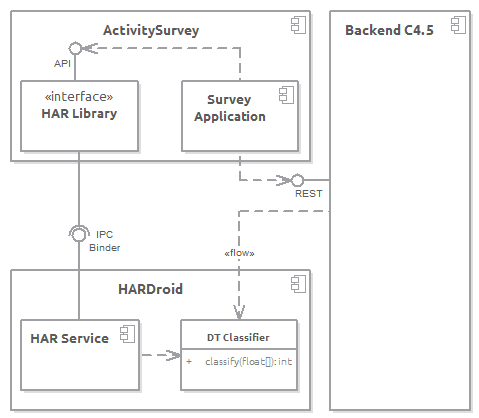 ActivitySurvey
Backend C4.5
API
«interface»
HAR Library
Survey
Application
REST
IPC
Binder
«flow»
HARDroid
HAR Service
DT Classifier
+ classify(float[]): int